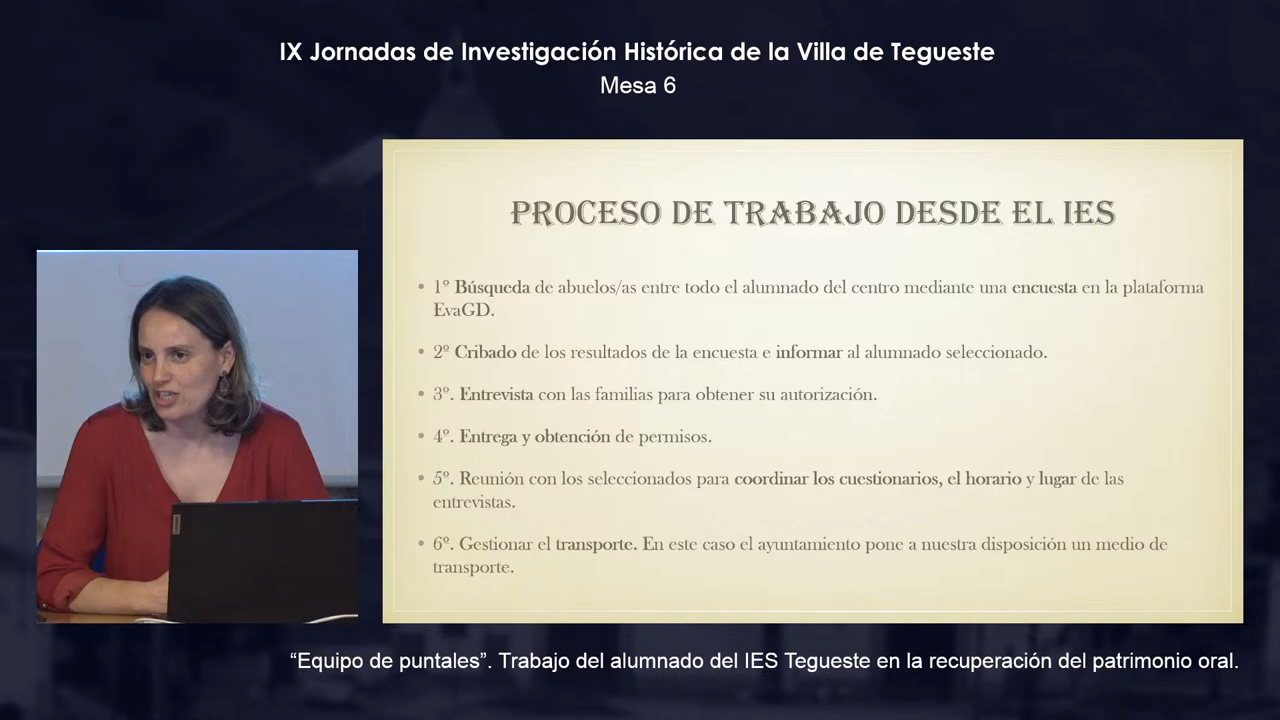 IX Jornadas de Investigación Histórica de la Villa de Tegueste
Mesa 6
PROCESO DE TRABAJO DESDE EL IES
• 1º Búsqueda de abuelos/as entre todo el alumnado del centro mediante una encuesta en la plataforma
EvaGD.
• 2º Cribado de los resultados de la encuesta e informar al alumnado seleccionado.
• 3º. Entrevista con las familias para obtener su autorización.
• 4º. Entrega y obtención de permisos.
• 5º. Reunión con los seleccionados para coordinar los cuestionarios, el horario y lugar de las
entrevistas.
• 6º. Gestionar el transporte. En este caso el ayuntamiento pone a nuestra disposición un medio de
transporte.
“Equipo de puntales”. Trabajo del alumnado del IES Tegueste en la recuperación del patrimonio oral.